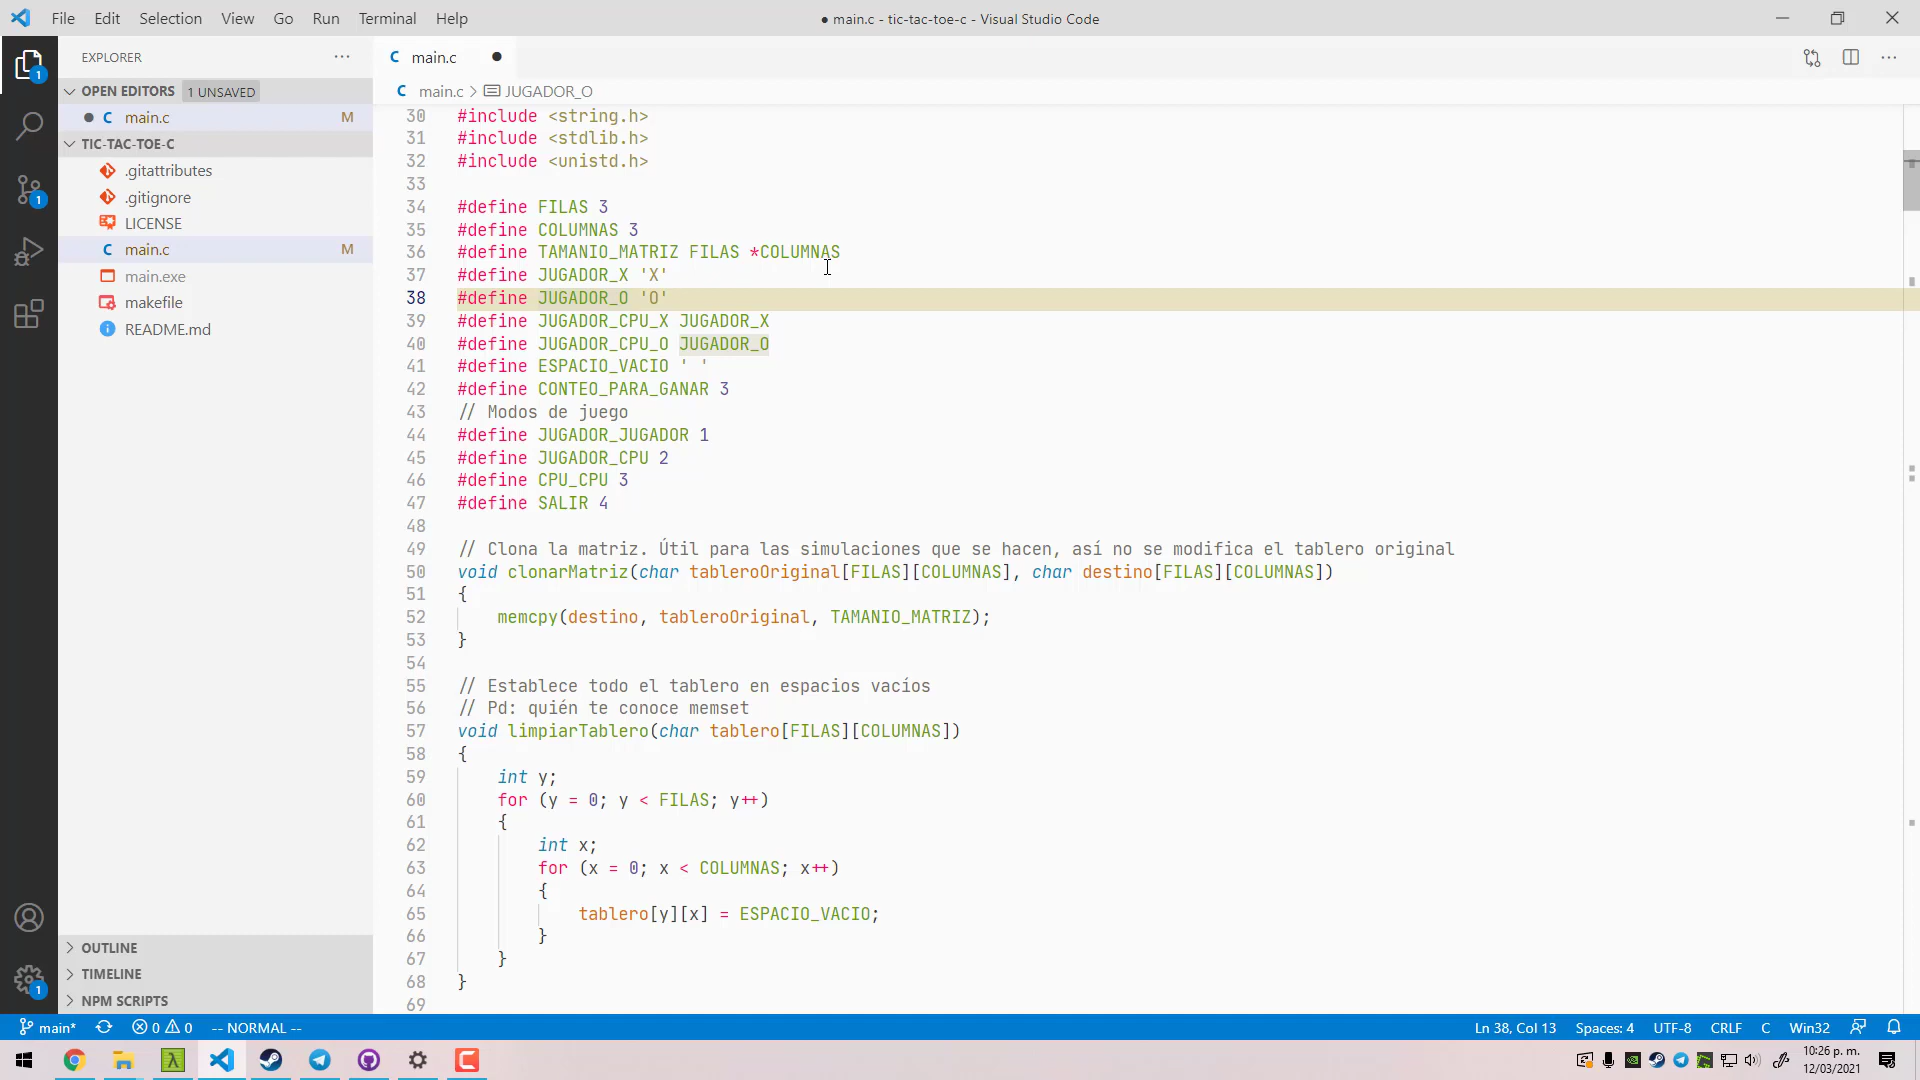 File Edit Selection View Go Run Terminal Help
● main.c - tic-tac-toe-c - Visual Studio Code
EXPLORER
OPEN EDITORS 1 UNSAVED
main.c M
TIC-TAC-TOE-C
.gitattributes
.gitignore
LICENSE
main.c M
main.exe
makefile
README.md
OUTLINE
TIMELINE
NPM SCRIPTS
1
1
1
main.c
main.c > JUGADOR_O
30 #include <string.h>
31 #include <stdlib.h>
32 #include <unistd.h>
33
34 #define FILAS 3
35 #define COLUMNAS 3
36 #define TAMANIO_MATRIZ FILAS *COLUMNAS
37 #define JUGADOR_X 'X'
38 #define JUGADOR_O 'O'
39 #define JUGADOR_CPU_X JUGADOR_X
40 #define JUGADOR_CPU_O JUGADOR_O
41 #define ESPACIO_VACIO ' '
42 #define CONTEO_PARA_GANAR 3
43 // Modos de juego
44 #define JUGADOR_JUGADOR 1
45 #define JUGADOR_CPU 2
46 #define CPU_CPU 3
47 #define SALIR 4
48
49 // Clona la matriz. Útil para las simulaciones que se hacen, así no se modifica el tablero original
50 void clonarMatriz(char tableroOriginal[FILAS][COLUMNAS], char destino[FILAS][COLUMNAS])
51 {
52     memcpy(destino, tableroOriginal, TAMANIO_MATRIZ);
53 }
54
55 // Establece todo el tablero en espacios vacíos
56 // Pd: quién te conoce memset
57 void limpiarTablero(char tablero[FILAS][COLUMNAS])
58 {
59     int y;
60     for (y = 0; y < FILAS; y++)
61     {
62         int x;
63         for (x = 0; x < COLUMNAS; x++)
64         {
65             tablero[y][x] = ESPACIO_VACIO;
66         }
67     }
68 }
69
main* 0 0 -- NORMAL --
Ln 38, Col 13 Spaces: 4 UTF-8 CRLF C Win32
10:26 p. m.
12/03/2021